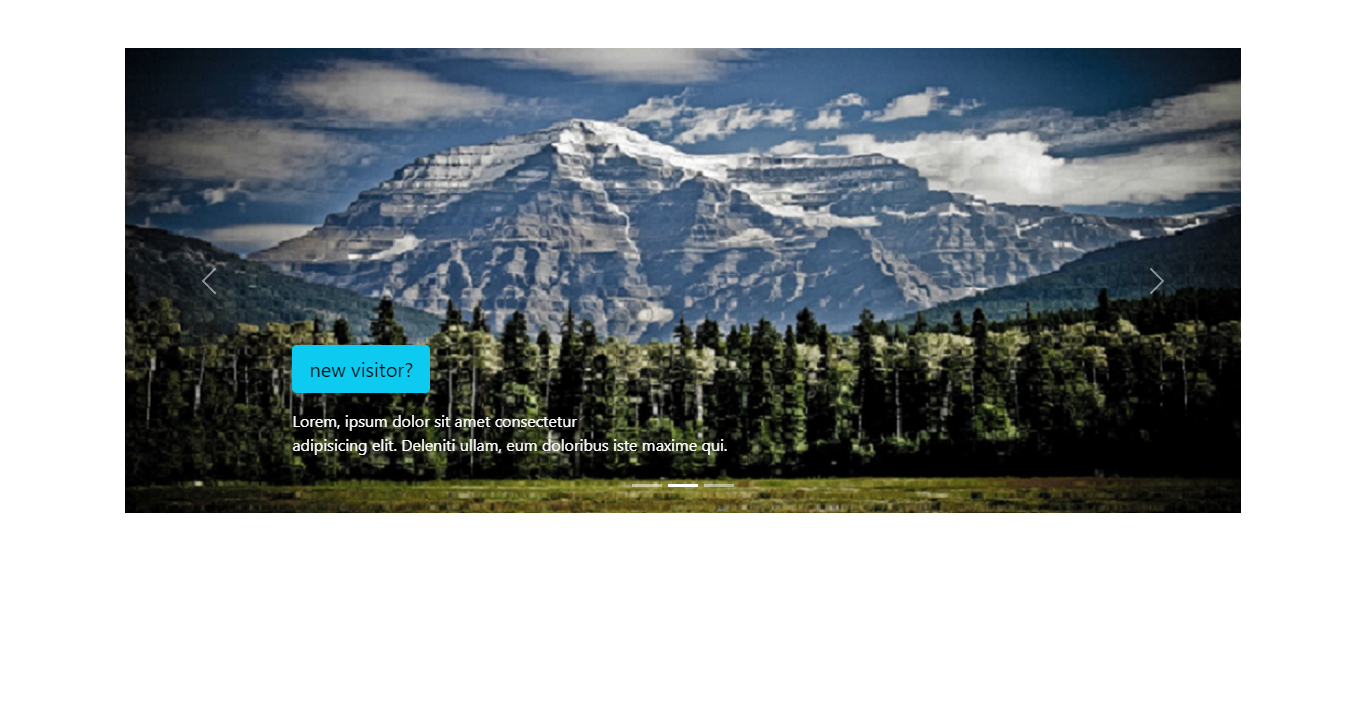 new visitor?
Lorem, ipsum dolor sit amet consectetur
adipisicing elit. Deleniti ullam, eum doloribus iste maxime qui.